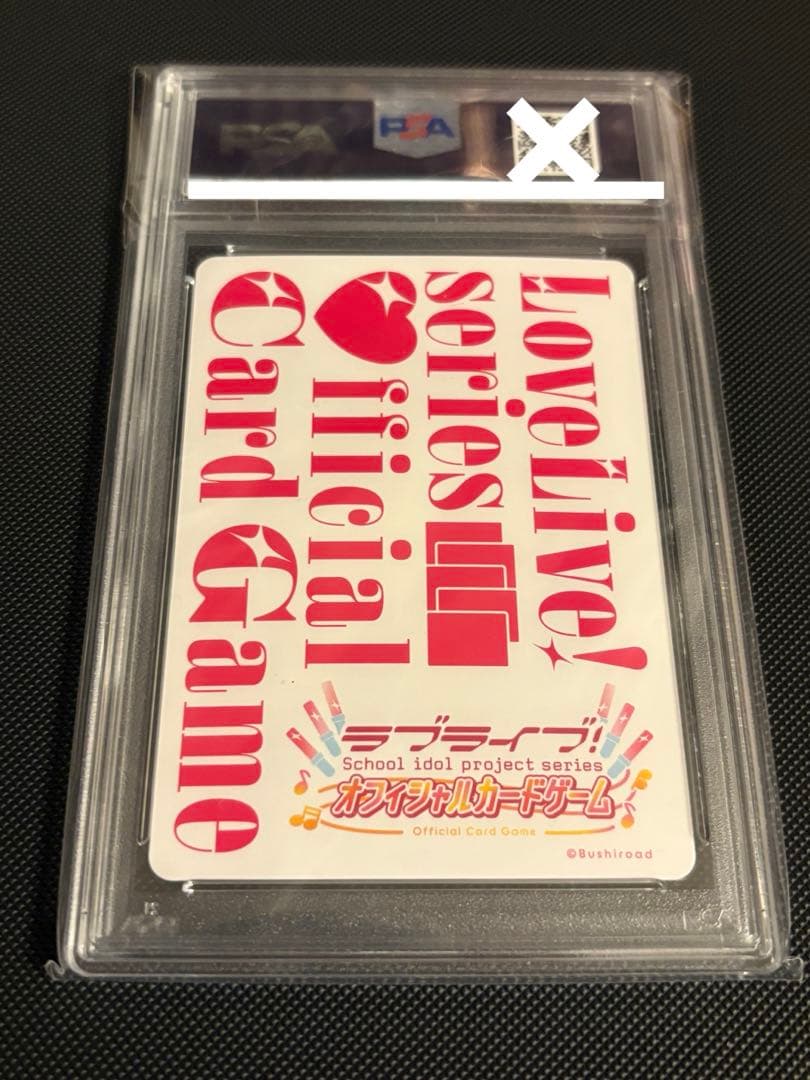 PSA
PSA
LoveLive!
series
Official
Card Game
ラブライブ!
School idol project series
オフィシャルカードゲーム
Official Card Game
©Bushiroad